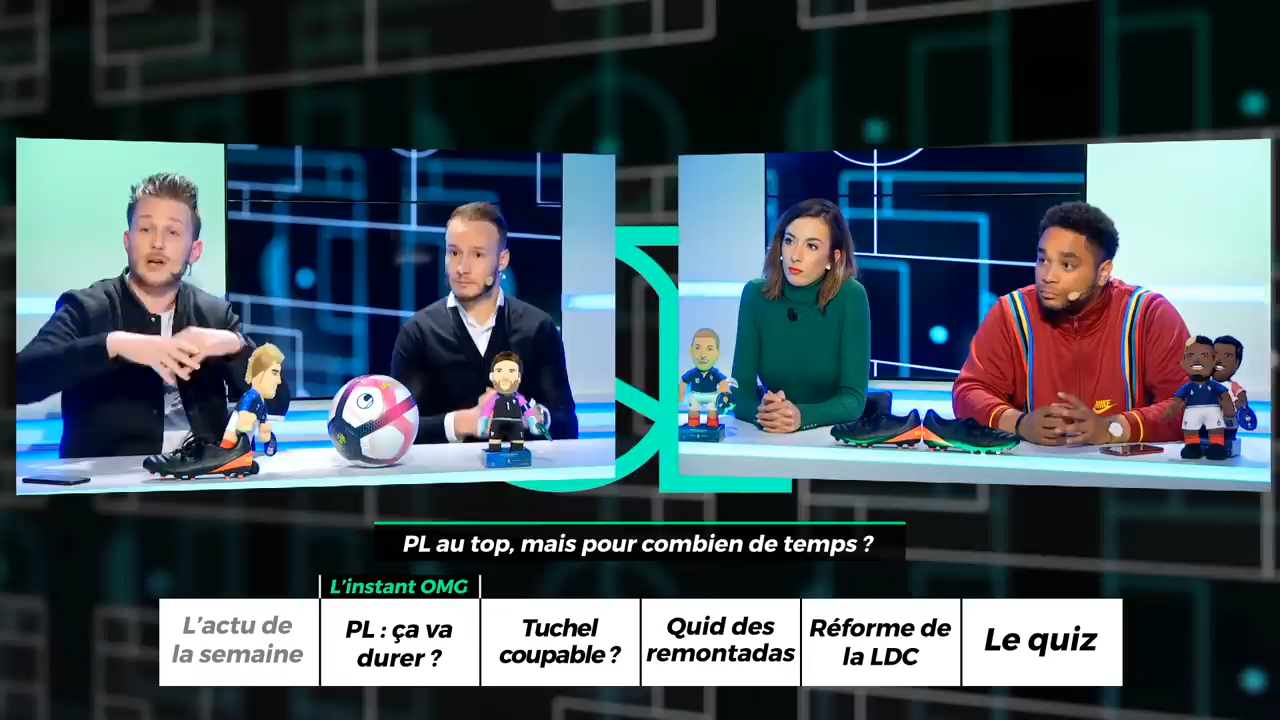 NIKE
PL au top, mais pour combien de temps ?
L'instant OMG
L'actu de
la semaine
PL : ça va
durer ?
Tuchel
coupable ?
Quid des
remontadas
Réforme de
la LDC
Le quiz